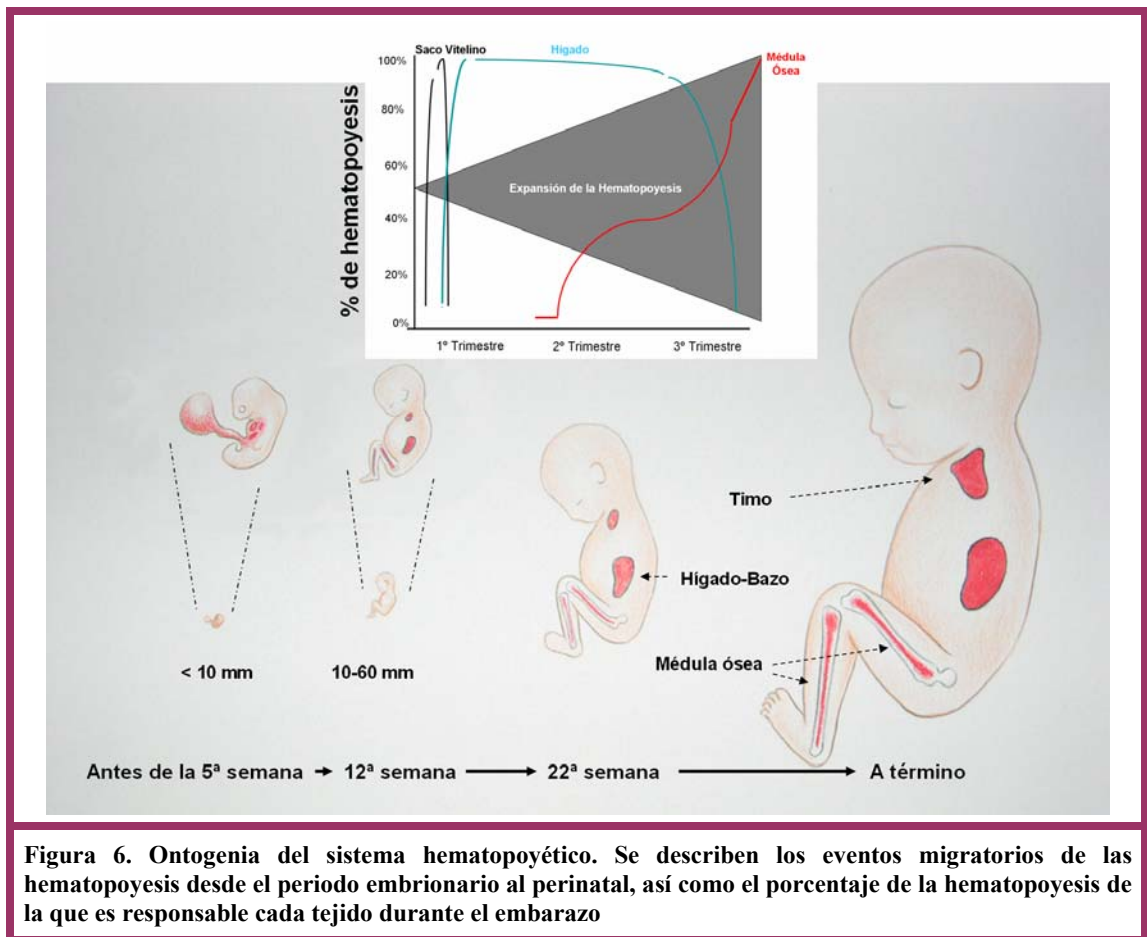 Saco Vitelino
Hígado
Médula
Ósea
100%
80%
60%
40%
20%
0%
% de hematopoyesis
Expansión de la Hematopoyesis
1º Trimestre
2º Trimestre
3º Trimestre
Timo
Hígado-Bazo
Médula ósea
< 10 mm
10-60 mm
Antes de la 5ª semana
12ª semana
22ª semana
A término
Figura 6. Ontogenia del sistema hematopoyético. Se describen los eventos migratorios de las
hematopoyesis desde el periodo embrionario al perinatal, así como el porcentaje de la hematopoyesis de
la que es responsable cada tejido durante el embarazo